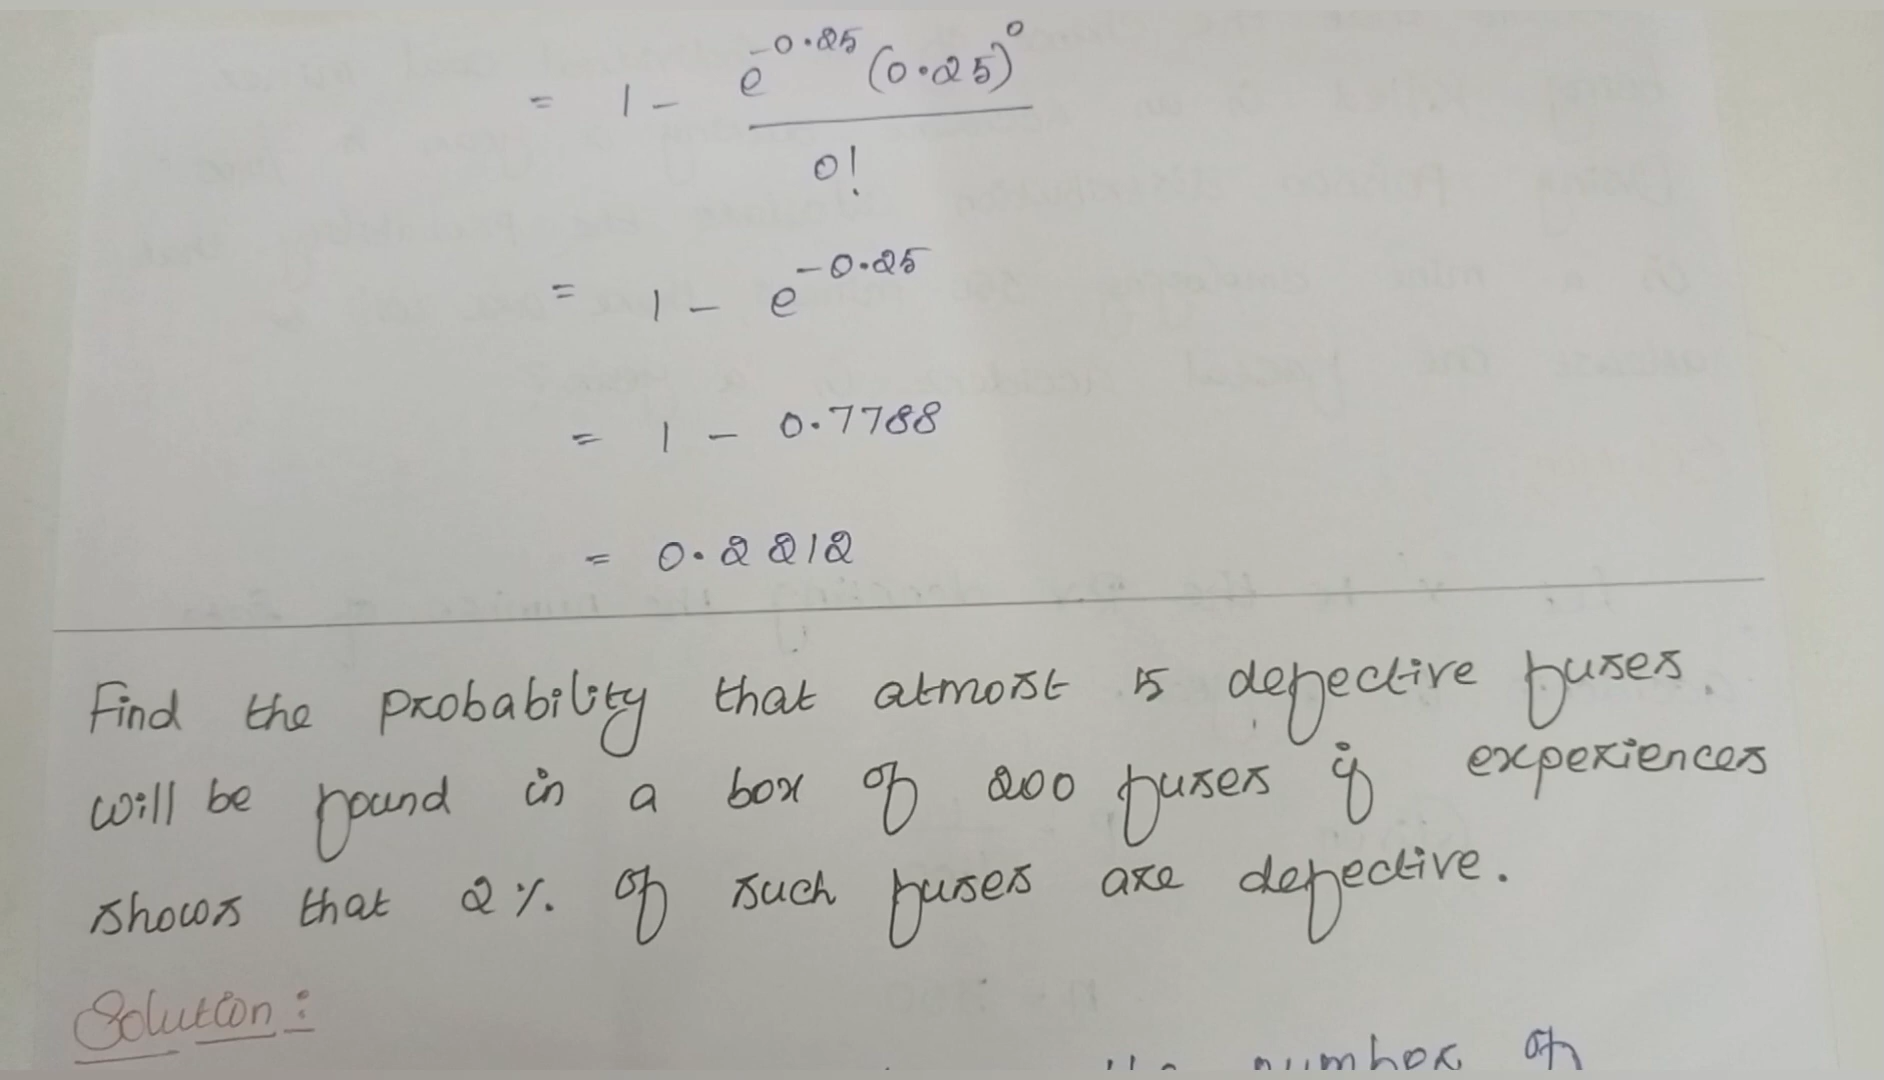 = 1 - e^-0.25 (0.25)^0
0!
= 1 - e^-0.25
= 1 - 0.7788
= 0.2212
Find the probability that atmost 5 defective fuses
will be found in a box of 200 fuses if experiences
shows that 2%. of such fuses are defective.
Solution:
number of